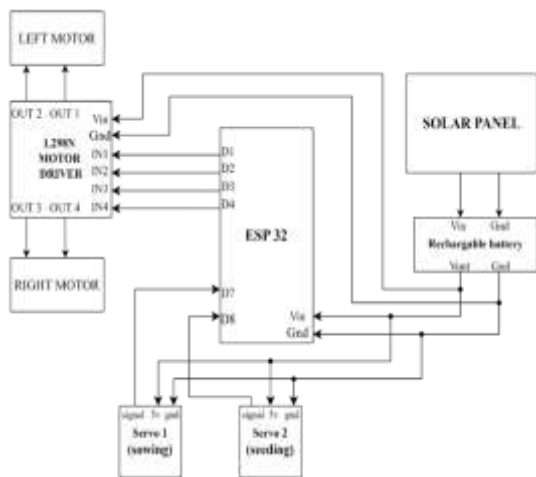 LEFT MOTOR
OUT 2 OUT 1
L298N
MOTOR
DRIVER
Vin
Gnd
IN1
IN2
IN3
IN4
OUT 3 OUT 4
RIGHT MOTOR
D1
D2
D3
D4
ESP 32
D7
D8
Vin
Gnd
SOLAR PANEL
Vin Gnd
Rechargable battery
Vout Gnd
signal 5v gnd
Servo 1
(sowing)
signal 5v gnd
Servo 2
(seeding)